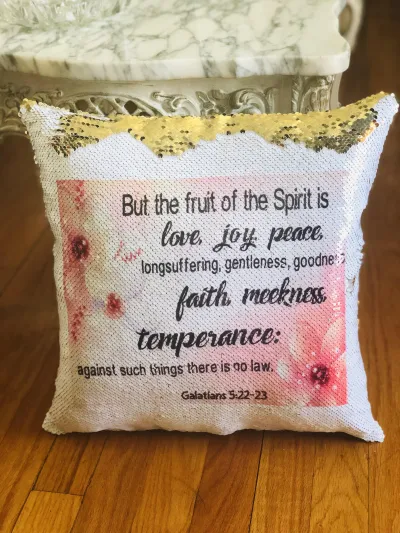 But the fruit of the Spirit is
love, joy peace,
longsuffering, gentleness, goodness
faith, meekness,
temperance:
against such things there is no law.
Galatians 5:22-23